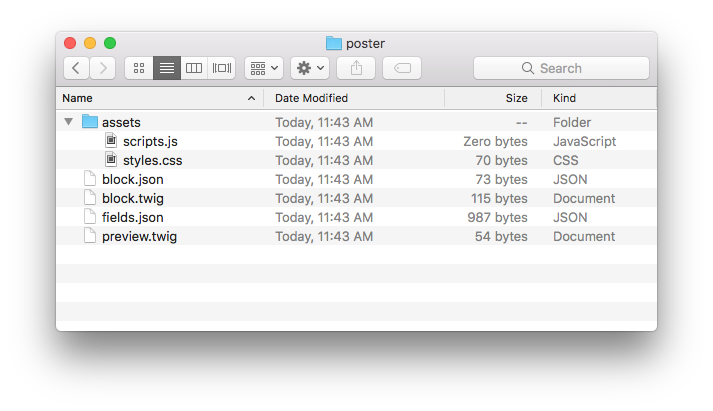 poster
Search
Name Date Modified Size Kind
assets Today, 11:43 AM -- Folder
scripts.js Today, 11:43 AM Zero bytes JavaScript
styles.css Today, 11:43 AM 70 bytes CSS
block.json Today, 11:43 AM 73 bytes JSON
block.twig Today, 11:43 AM 115 bytes Document
fields.json Today, 11:43 AM 987 bytes JSON
preview.twig Today, 11:43 AM 54 bytes Document